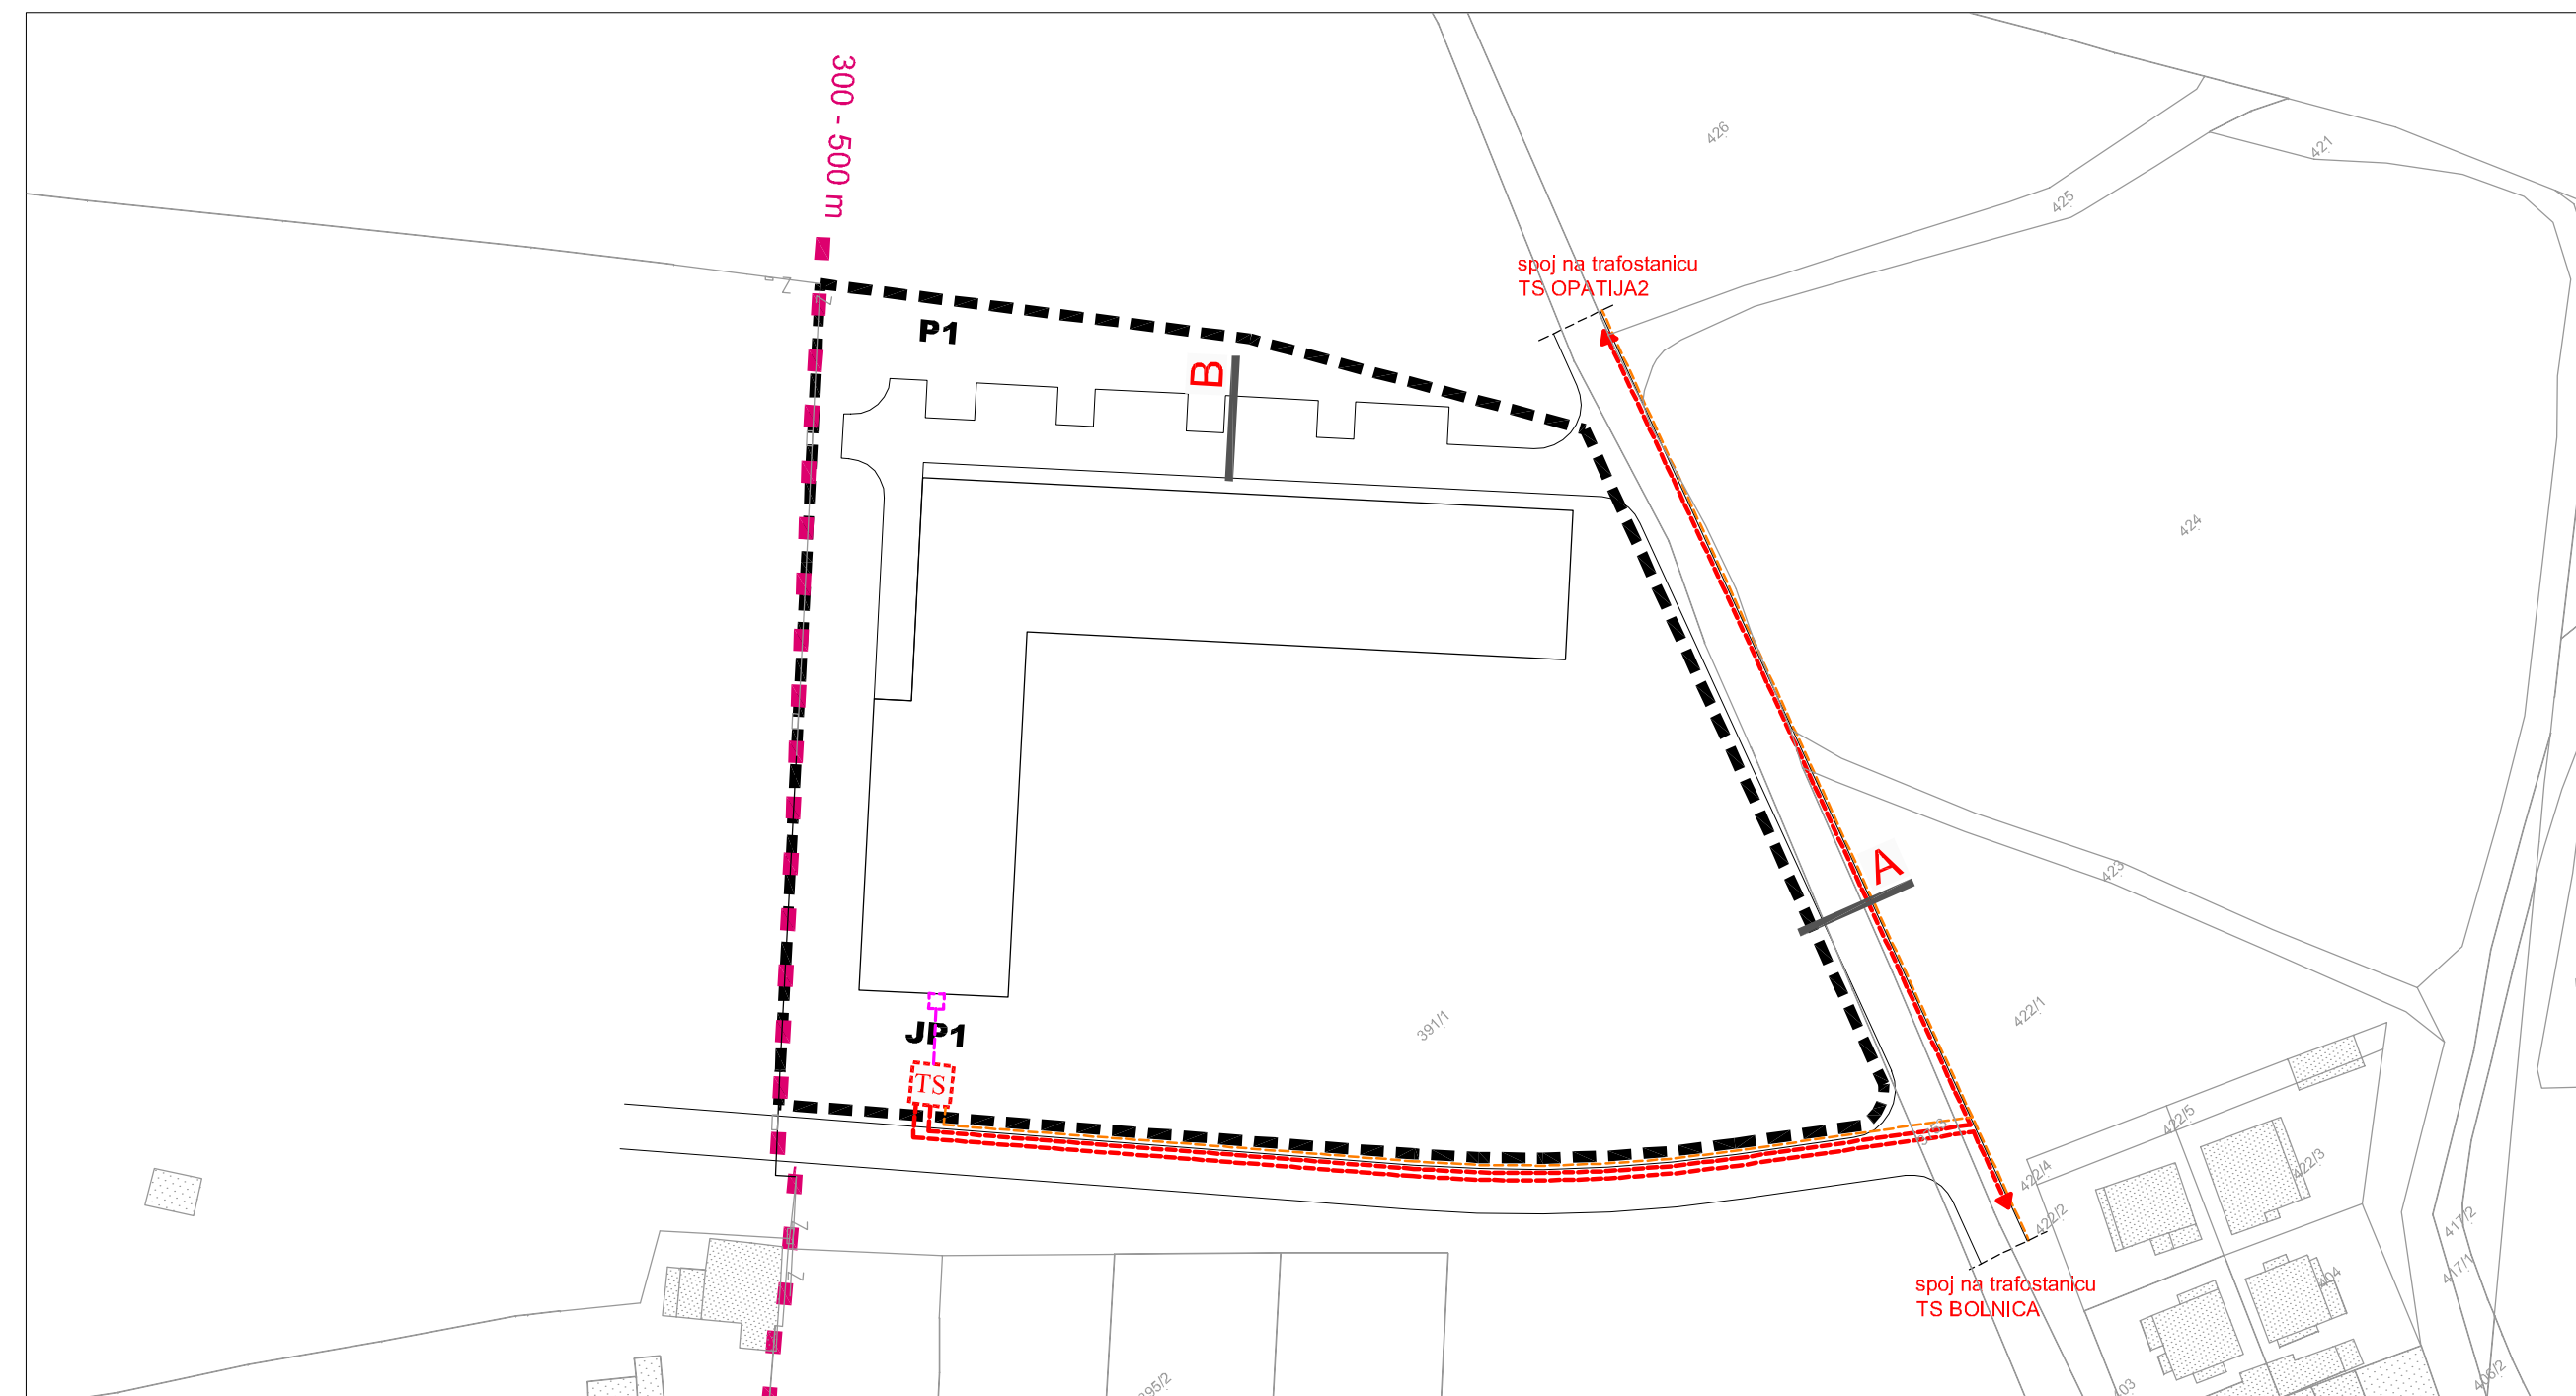 300 - 500 m
426
421
425
spoj na trafostanicu
TS OPATIJA2
P1
B
424
A
423
422/1
391/1
JP1
TS
422/5
422/3
422/4
422/2
417/2
417/1
404
spoj na trafostanicu
TS BOLNICA
406/2
395/2
403